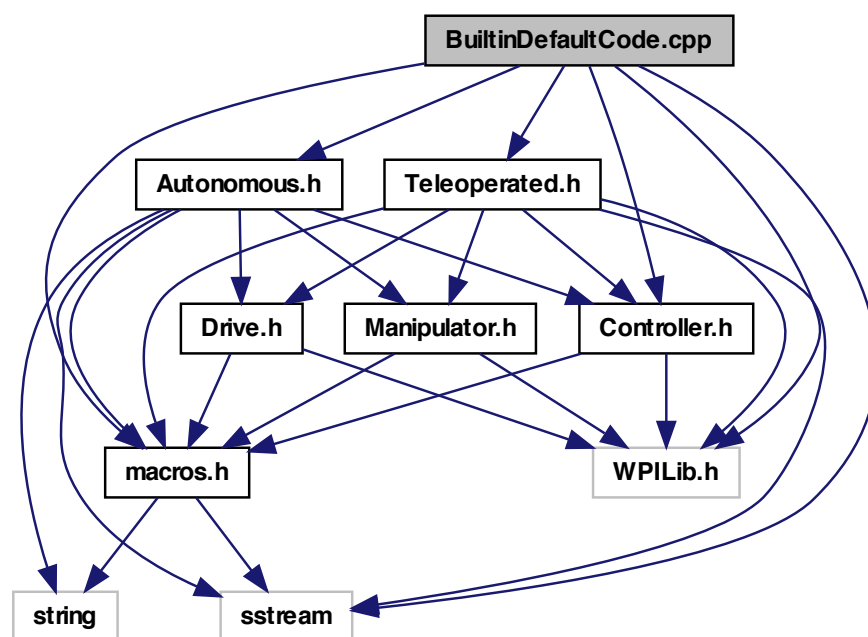 BuiltinDefaultCode.cpp
Autonomous.h
Teleoperated.h
Drive.h
Manipulator.h
Controller.h
macros.h
WPILib.h
string
sstream